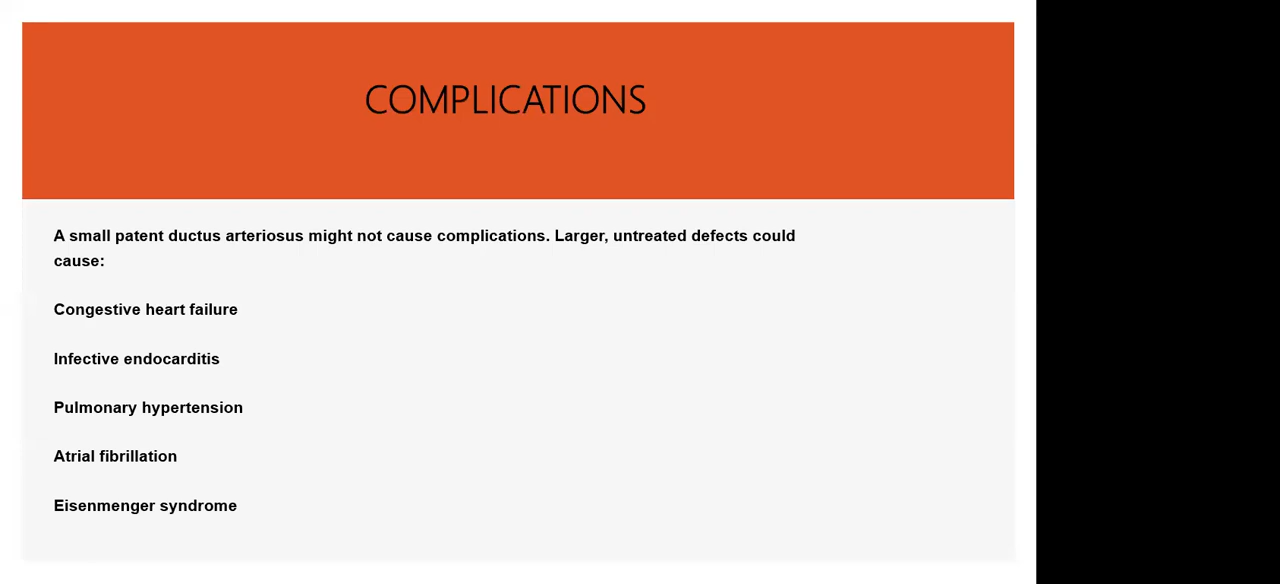 COMPLICATIONS
A small patent ductus arteriosus might not cause complications. Larger, untreated defects could
cause:
Congestive heart failure
Infective endocarditis
Pulmonary hypertension
Atrial fibrillation
Eisenmenger syndrome